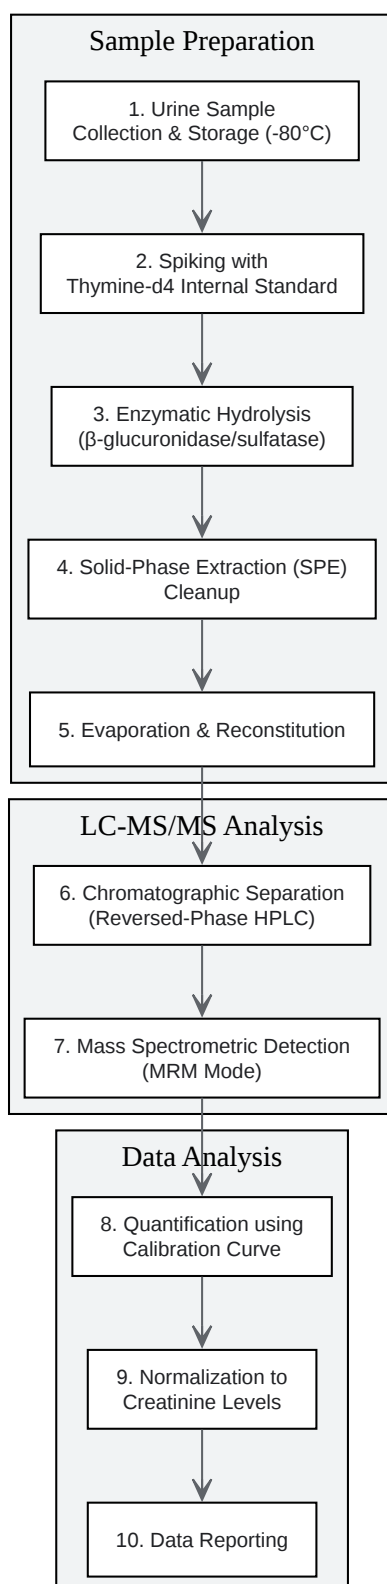 Sample Preparation
1. Urine Sample
Collection & Storage (-80°C)
2. Spiking with
Thymine-d4 Internal Standard
3. Enzymatic Hydrolysis
(β-glucuronidase/sulfatase)
4. Solid-Phase Extraction (SPE)
Cleanup
5. Evaporation & Reconstitution
LC-MS/MS Analysis
6. Chromatographic Separation
(Reversed-Phase HPLC)
7. Mass Spectrometric Detection
(MRM Mode)
Data Analysis
8. Quantification using
Calibration Curve
9. Normalization to
Creatinine Levels
10. Data Reporting